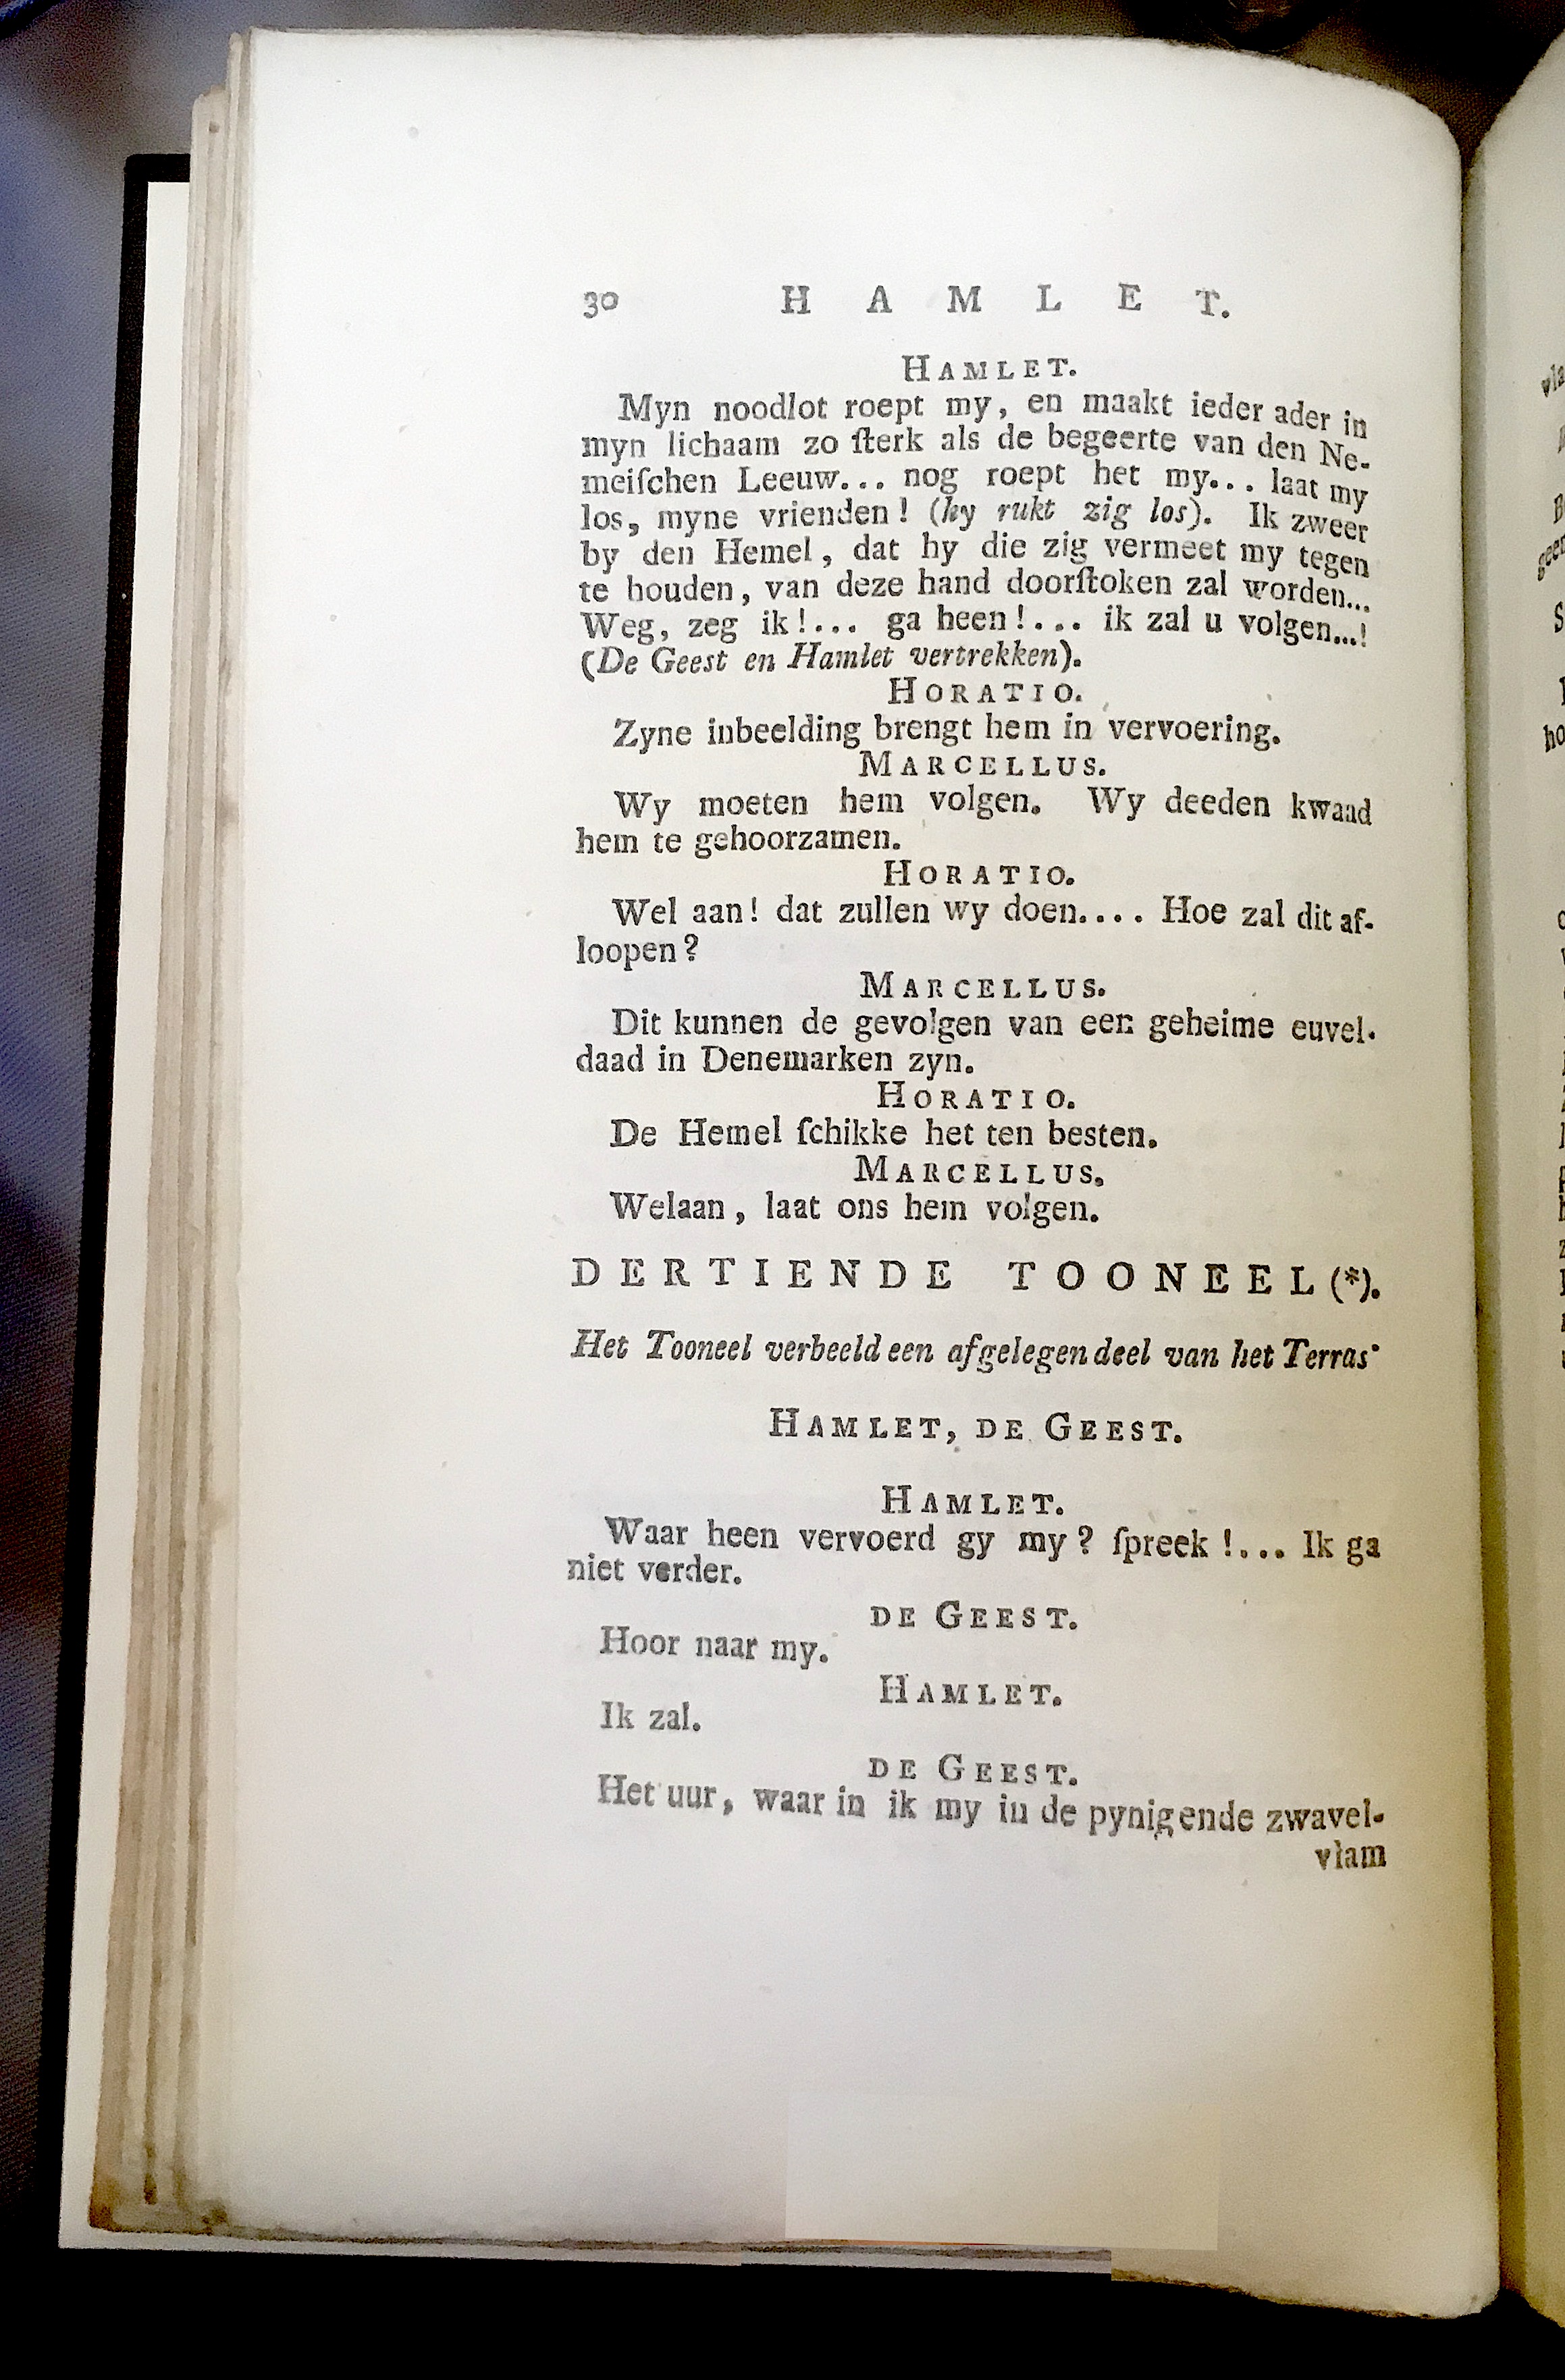 30 HAMLET.
HAMLET.
Myn noodlot roept my, en maakt ieder ader in
myn lichaam zo ſterk als de begeerte van den Ne-
meiſchen Leeuw... nog roept het my... laat my
los, myne vrienden! (hy rukt zig los). Ik zweer
by den Hemel, dat hy die zig vermeet my tegen
te houden, van deze hand doorſtoken zal worden...
Weg, zeg ik!... ga heen!... ik zal u volgen...!
(De Geest en Hamlet vertrekken).
HORATIO.
Zyne inbeelding brengt hem in vervoering.
MARCELLUS.
Wy moeten hem volgen. Wy deeden kwaad
hem te gehoorzamen.
HORATIO.
Wel aan! dat zullen wy doen.... Hoe zal dit af-
loopen?
MARCELLUS.
Dit kunnen de gevolgen van een geheime euvel-
daad in Denemarken zyn.
HORATIO.
De Hemel ſchikke het ten besten.
MARCELLUS.
Welaan, laat ons hem volgen.
DERTIENDE TOONEEL (*).
Het Tooneel verbeeld een afgelegen deel van het Terras.
HAMLET, DE GEEST.
HAMLET.
Waar heen vervoerd gy my? ſpreek!... Ik ga
niet verder.
DE GEEST.
Hoor naar my.
HAMLET.
Ik zal.
DE GEEST.
Het uur, waar in ik my in de pynigende zwavel-
vlam